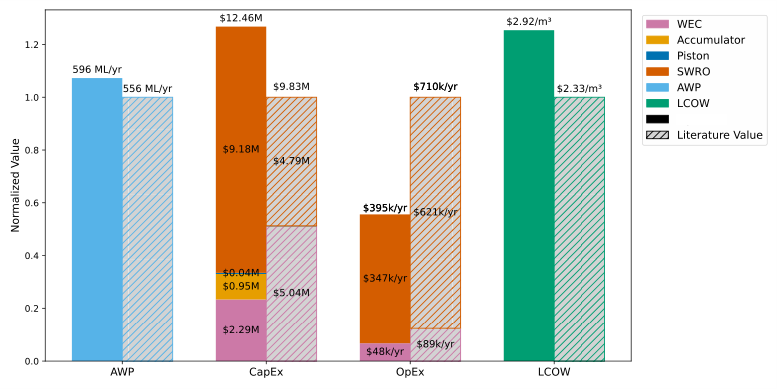 $12.46M
$2.92/m³
596 ML/yr
556 ML/yr
$9.83M
$710k/yr
$2.33/m³
$9.18M
$4.79M
$0.04M
$0.95M
$5.04M
$2.29M
$395k/yr
$621k/yr
$347k/yr
$48k/yr
$89k/yr
Normalized Value
1.2
1.0
0.8
0.6
0.4
0.2
0.0
AWP
CapEx
OpEx
LCOW
WEC
Accumulator
Piston
SWRO
AWP
LCOW
Literature Value